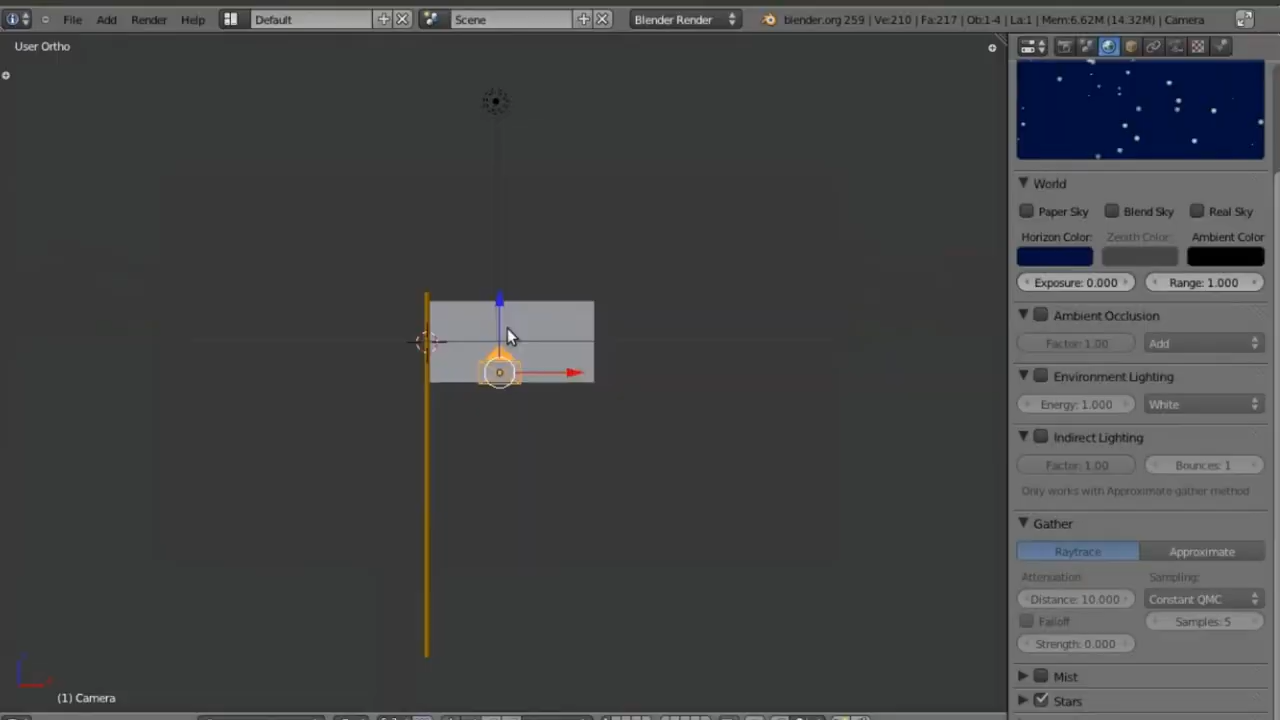 File Add Render Help Default Scene Blender Render blender.org 259 | Ve:210 | Fa:217 | Ob:1-4 | La:1 | Mem:6.62M (14.32M) | Camera
User Ortho
World
Paper Sky Blend Sky Real Sky
Horizon Color: Zenith Color: Ambient Color
Exposure: 0.000 Range: 1.000
Ambient Occlusion
Factor: 1.00 Add
Environment Lighting
Energy: 1.000 White
Indirect Lighting
Factor: 1.00 Bounces: 1
Only works with Approximate gather method
Gather
Raytrace Approximate
Attenuation: Sampling:
Distance: 10.000 Constant QMC
Falloff Samples: 5
Strength: 0.000
Mist
(1) Camera Stars